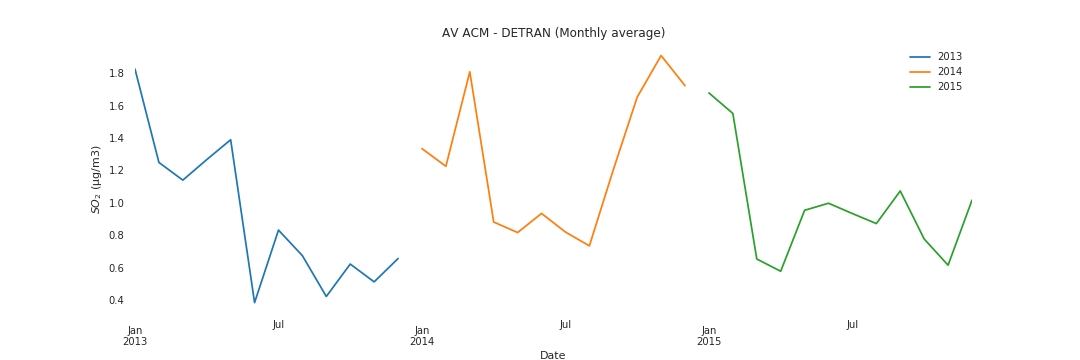 AV ACM - DETRAN (Monthly average)
2013
2014
2015
1.8
1.6
1.4
1.2
1.0
0.8
0.6
0.4
SO₂ (µg/m3)
Jan
2013
Jul
Jan
2014
Jul
Jan
2015
Jul
Date